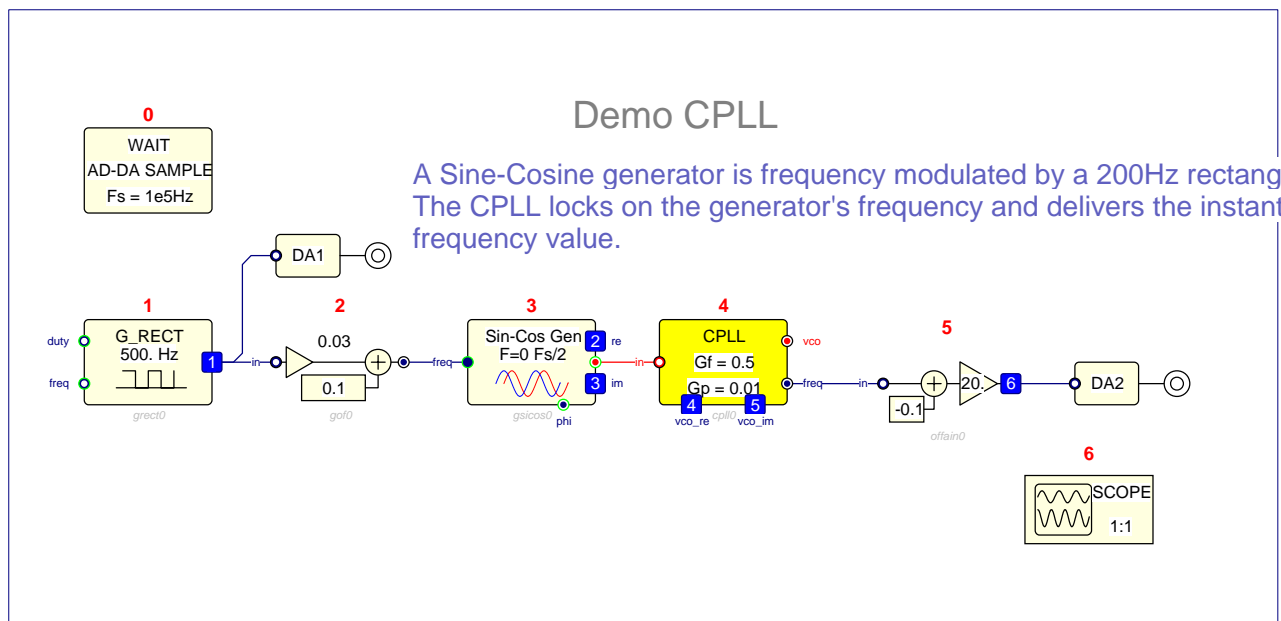 Demo CPLL
0
WAIT
AD-DA SAMPLE
Fs = 1e5Hz
A Sine-Cosine generator is frequency modulated by a 200Hz rectang
The CPLL locks on the generator's frequency and delivers the instant
frequency value.
DA1
1
2
3
4
5
duty
G_RECT
500. Hz
freq
1
grect0
in
0.03
0.1
gof0
freq
Sin-Cos Gen
F=0 Fs/2
2
re
3
im
gsicos0
phi
in
CPLL
Gf = 0.5
Gp = 0.01
vco
freq
4
5
vco_re
cpll0
vco_im
in
-0.1
20.
6
offain0
DA2
6
SCOPE
1:1